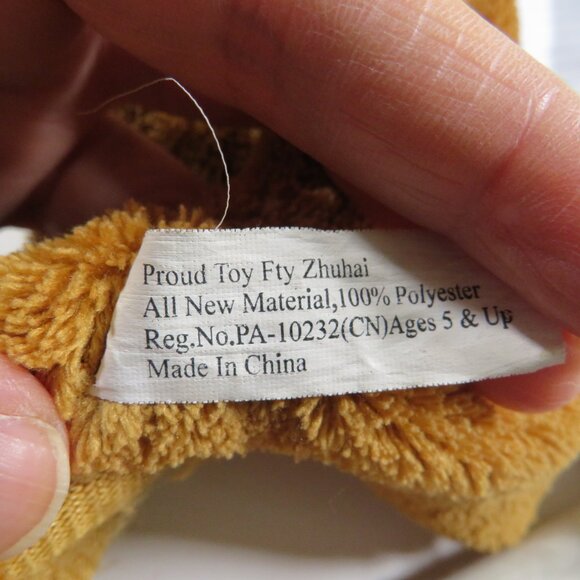 Proud Toy Fty Zhuhai
All New Material,100% Polyester
Reg.No.PA-10232(CN)Ages 5 & Up
Made In China